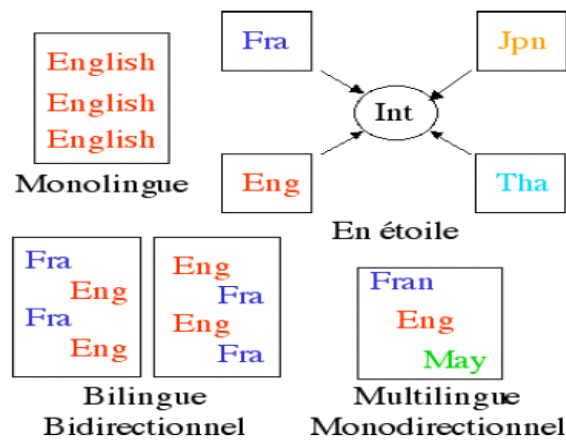 English
English
English
Monolingue
Fra
Jpn
Int
Eng
Tha
En étoile
Fra
Eng
Fra
Eng
Eng
Fra
Eng
Fra
Bilingue
Bidirectionnel
Fran
Eng
May
Multilingue
Monodirectionnel